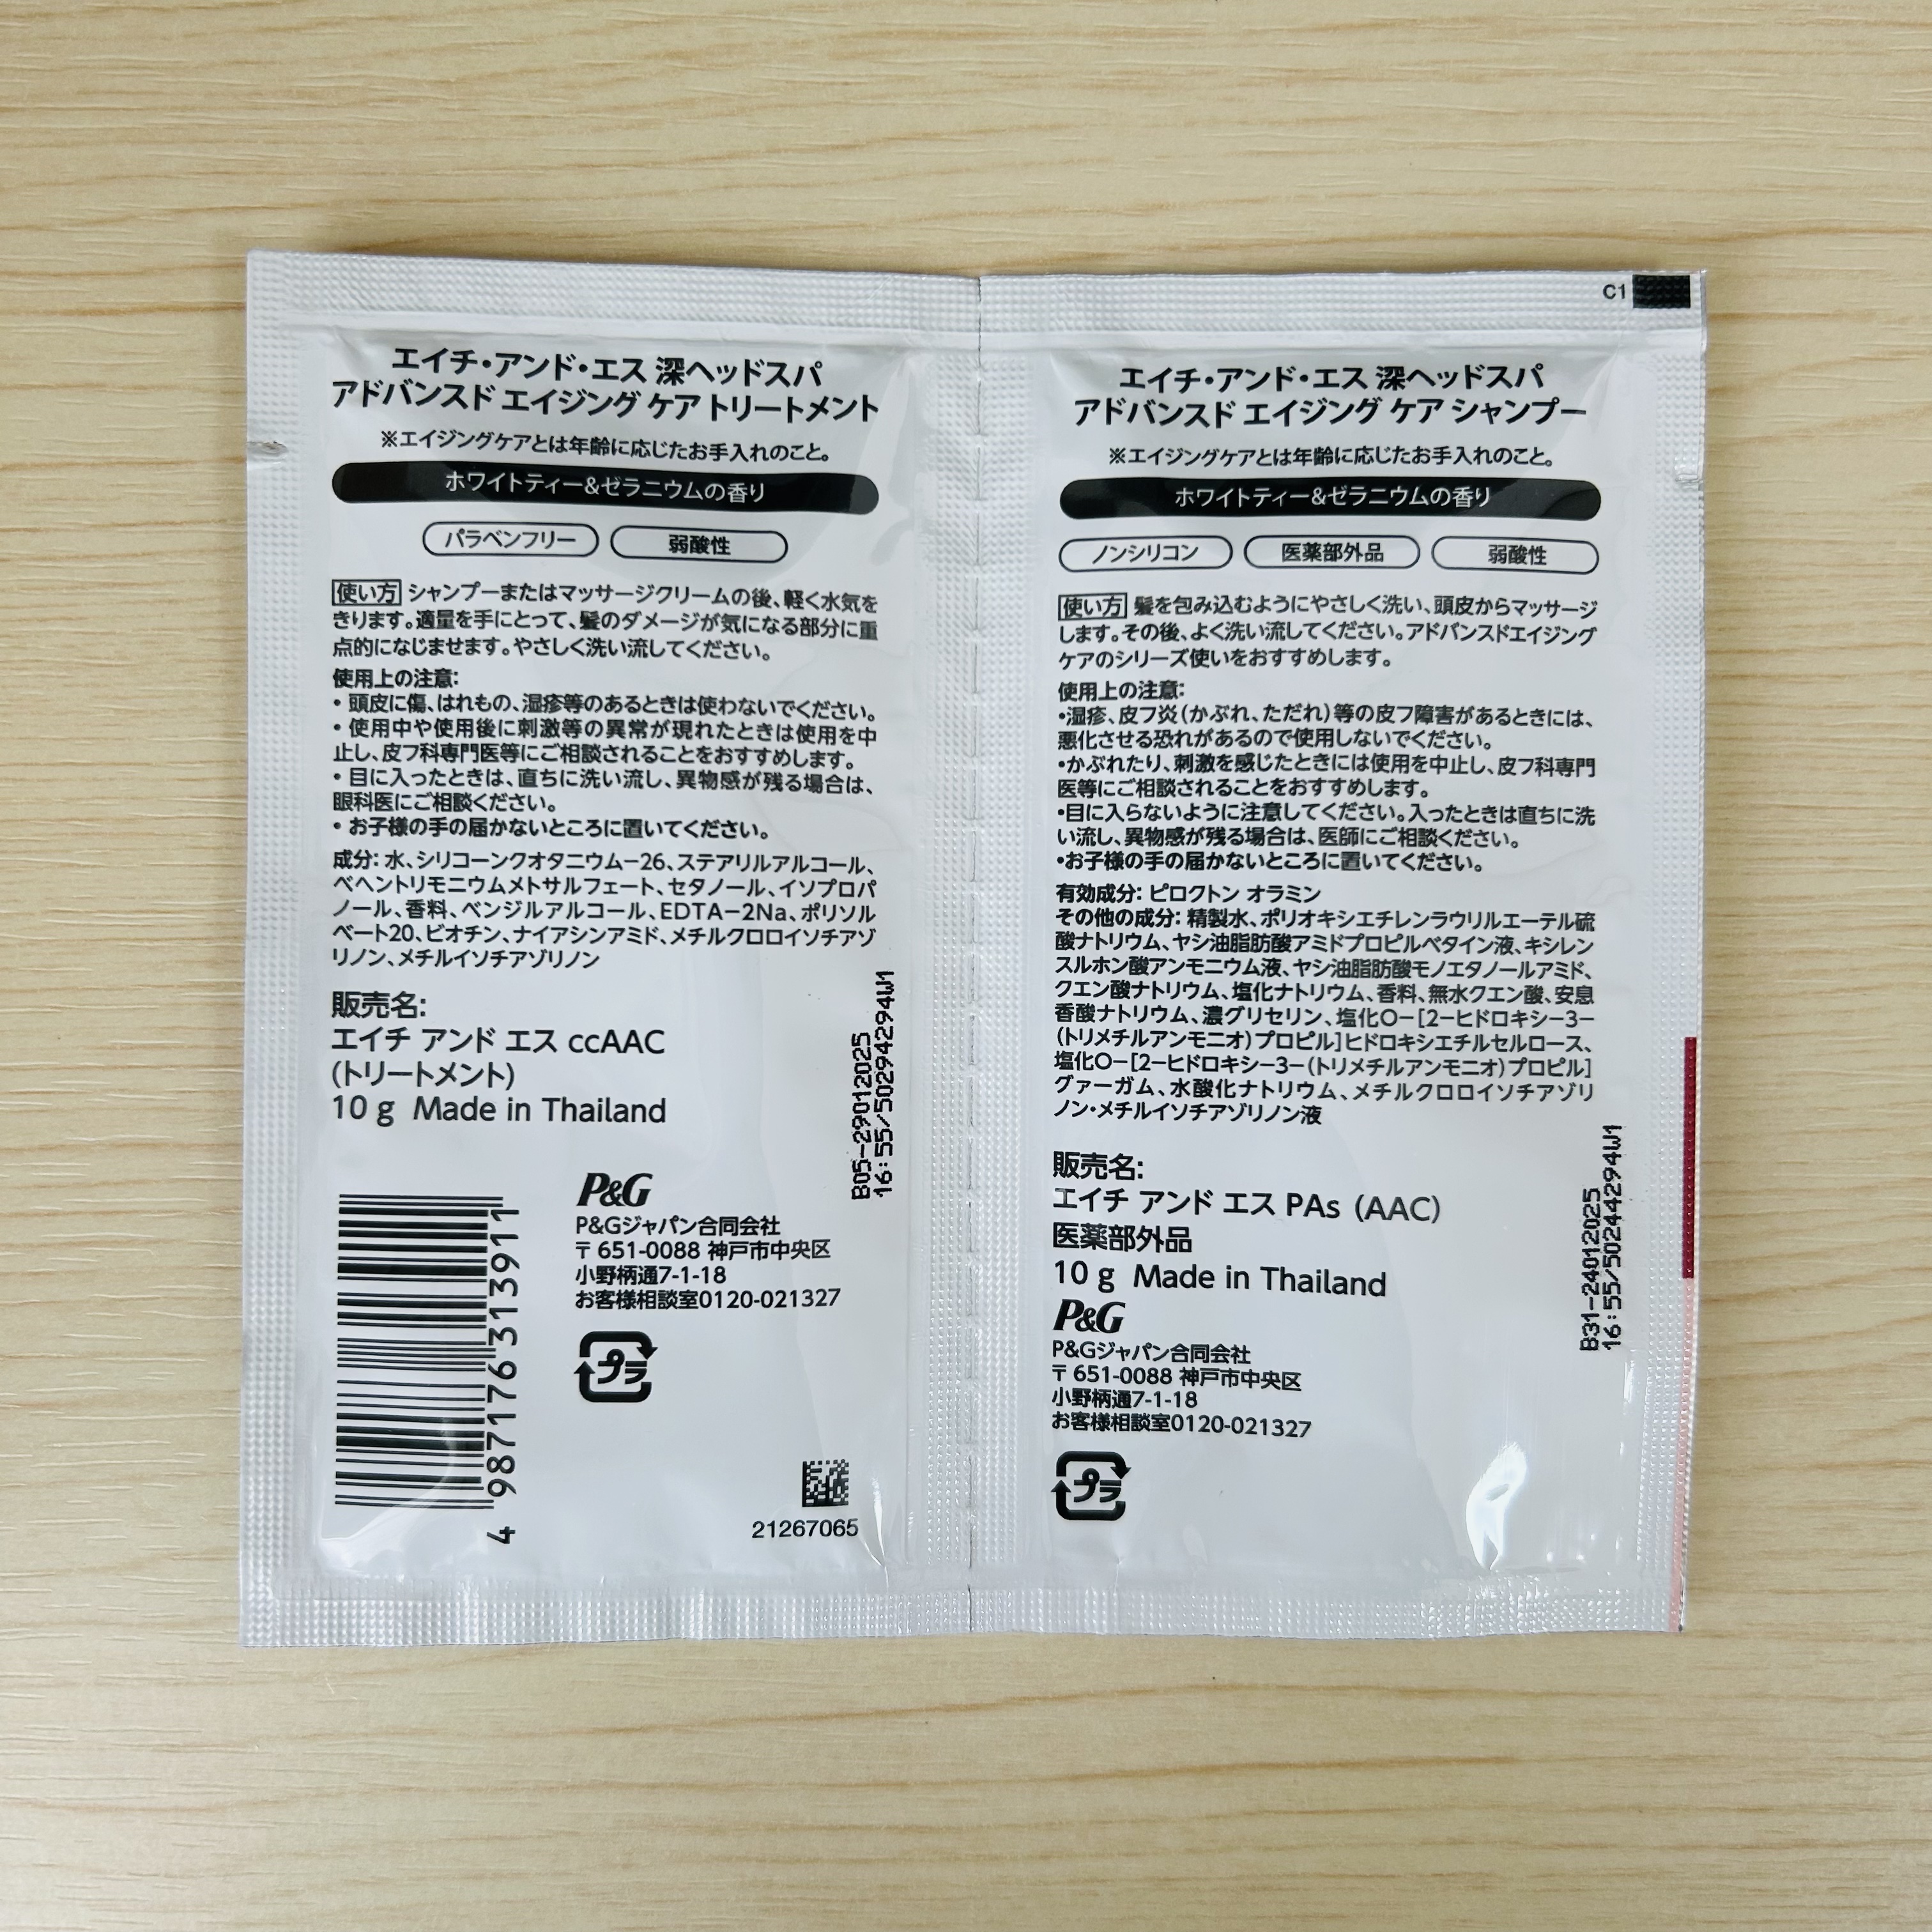 エイチ・アンド・エス 深ヘッドスパ
アドバンスド エイジング ケア トリートメント
※エイジングケアとは年齢に応じたお手入れのこと。
ホワイトティー&ゼラニウムの香り
パラベンフリー
弱酸性
使い方 シャンプーまたはマッサージクリームの後、軽く水気を
きります。適量を手にとって、髪のダメージが気になる部分に重
点的になじませます。やさしく洗い流してください。
使用上の注意:
• 頭皮に傷、はれもの、湿疹等のあるときは使わないでください。
• 使用中や使用後に刺激等の異常が現れたときは使用を中
止し、皮フ科専門医等にご相談されることをおすすめします。
• 目に入ったときは、直ちに洗い流し、異物感が残る場合は、
眼科医にご相談ください。
• お子様の手の届かないところに置いてください。
成分: 水、シリコーンクオタニウム-26、ステアリルアルコール、
ベヘントリモニウムメトサルフェート、セタノール、イソプロパ
ノール、香料、ベンジルアルコール、EDTA-2Na、ポリソル
ベート20、ビオチン、ナイアシンアミド、メチルクロロイソチアゾ
リノン、メチルイソチアゾリノン
販売名:
エイチ アンド エス ccAAC
(トリートメント)
10 g Made in Thailand
B05-29012025
16:55/50294294W1
4 987176 313911
P&G
P&Gジャパン合同会社
〒651-0088 神戸市中央区
小野柄通7-1-18
お客様相談室0120-021327
プラ
21267065
C1
エイチ・アンド・エス 深ヘッドスパ
アドバンスド エイジング ケア シャンプー
※エイジングケアとは年齢に応じたお手入れのこと。
ホワイトティー&ゼラニウムの香り
ノンシリコン
医薬部外品
弱酸性
使い方 髪を包み込むようにやさしく洗い、頭皮からマッサージ
します。その後、よく洗い流してください。アドバンスドエイジング
ケアのシリーズ使いをおすすめします。
使用上の注意:
•湿疹、皮フ炎(かぶれ、ただれ)等の皮フ障害があるときには、
悪化させる恐れがあるので使用しないでください。
•かぶれたり、刺激を感じたときには使用を中止し、皮フ科専門
医等にご相談されることをおすすめします。
•目に入らないように注意してください。入ったときは直ちに洗
い流し、異物感が残る場合は、医師にご相談ください。
•お子様の手の届かないところに置いてください。
有効成分: ピロクトン オラミン
その他の成分: 精製水、ポリオキシエチレンラウリルエーテル硫
酸ナトリウム、ヤシ油脂肪酸アミドプロピルベタイン液、キシレン
スルホン酸アンモニウム液、ヤシ油脂肪酸モノエタノールアミド、
クエン酸ナトリウム、塩化ナトリウム、香料、無水クエン酸、安息
香酸ナトリウム、濃グリセリン、塩化O-[2-ヒドロキシ-3-
(トリメチルアンモニオ)プロピル]ヒドロキシエチルセルロース、
塩化O-[2-ヒドロキシ-3-(トリメチルアンモニオ)プロピル]
グァーガム、水酸化ナトリウム、メチルクロロイソチアゾリ
ノン・メチルイソチアゾリノン液
販売名:
エイチ アンド エス PAs (AAC)
医薬部外品
10 g Made in Thailand
B31-24012025
16:55/50244294W1
P&G
P&Gジャパン合同会社
〒651-0088 神戸市中央区
小野柄通7-1-18
お客様相談室0120-021327
プラ